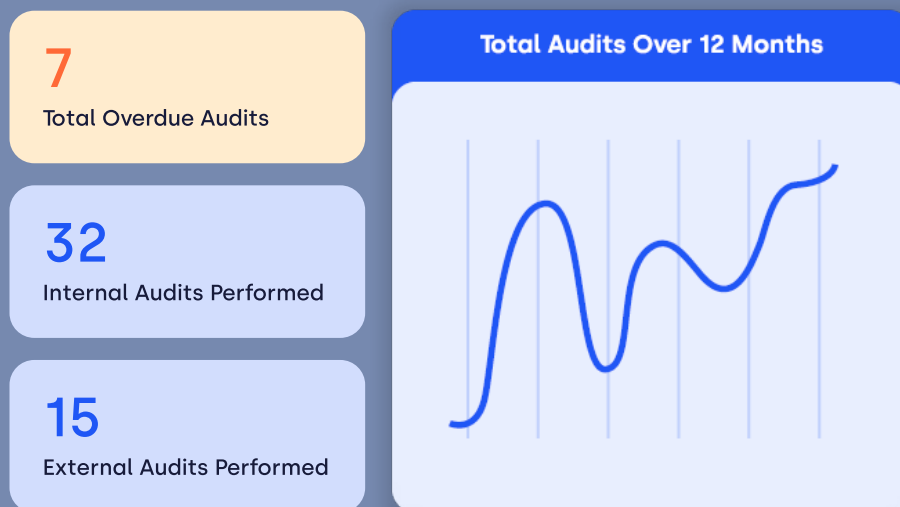 7
Total Overdue Audits
32
Internal Audits Performed
15
External Audits Performed
Total Audits Over 12 Months